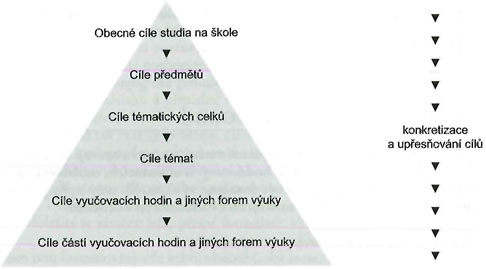 Obecné cíle studia na škole
▼
Cíle předmětů
▼
Cíle tématických celků
▼
Cíle témat
▼
Cíle vyučovacích hodin a jiných forem výuky
▼
Cíle částí vyučovacích hodin a jiných forem výuky
konkretizace
a upřesňování cílů